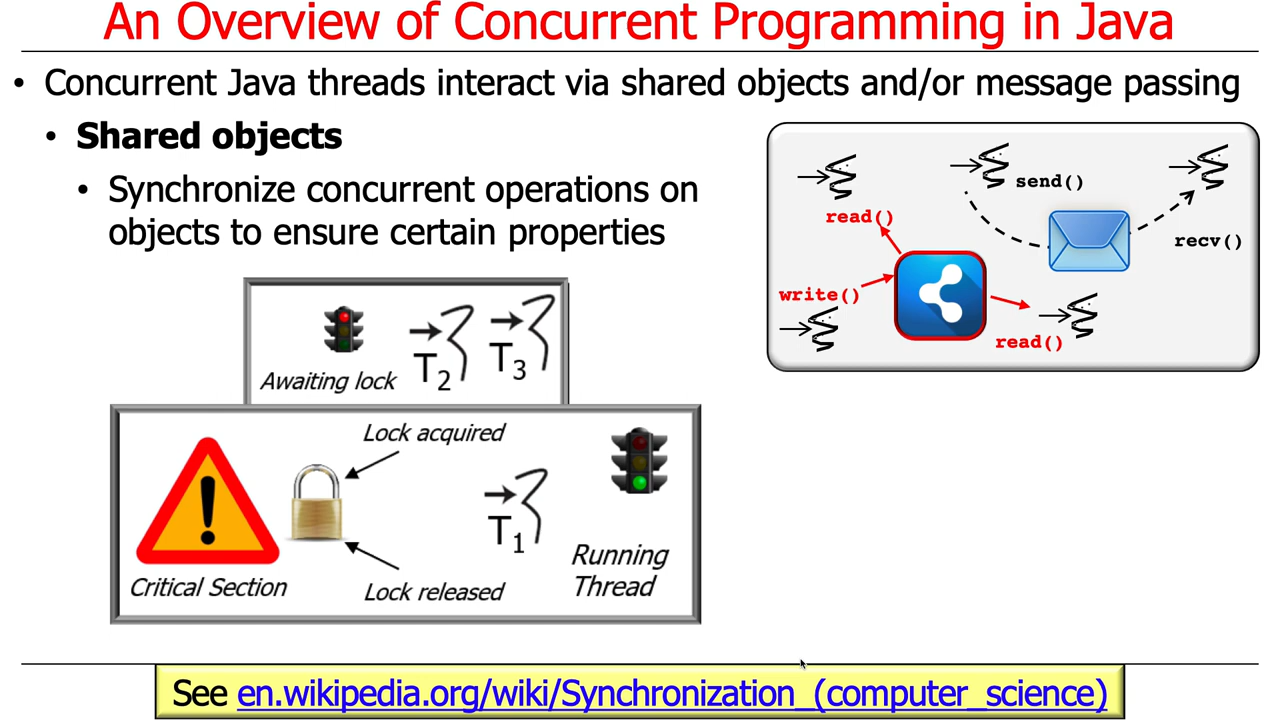 An Overview of Concurrent Programming in Java
• Concurrent Java threads interact via shared objects and/or message passing
• Shared objects
• Synchronize concurrent operations on
objects to ensure certain properties
send()
read()
recv()
write()
read()
Awaiting lock
T2
T3
Lock acquired
T1
Running
Thread
Critical Section
Lock released
See en.wikipedia.org/wiki/Synchronization_(computer_science)